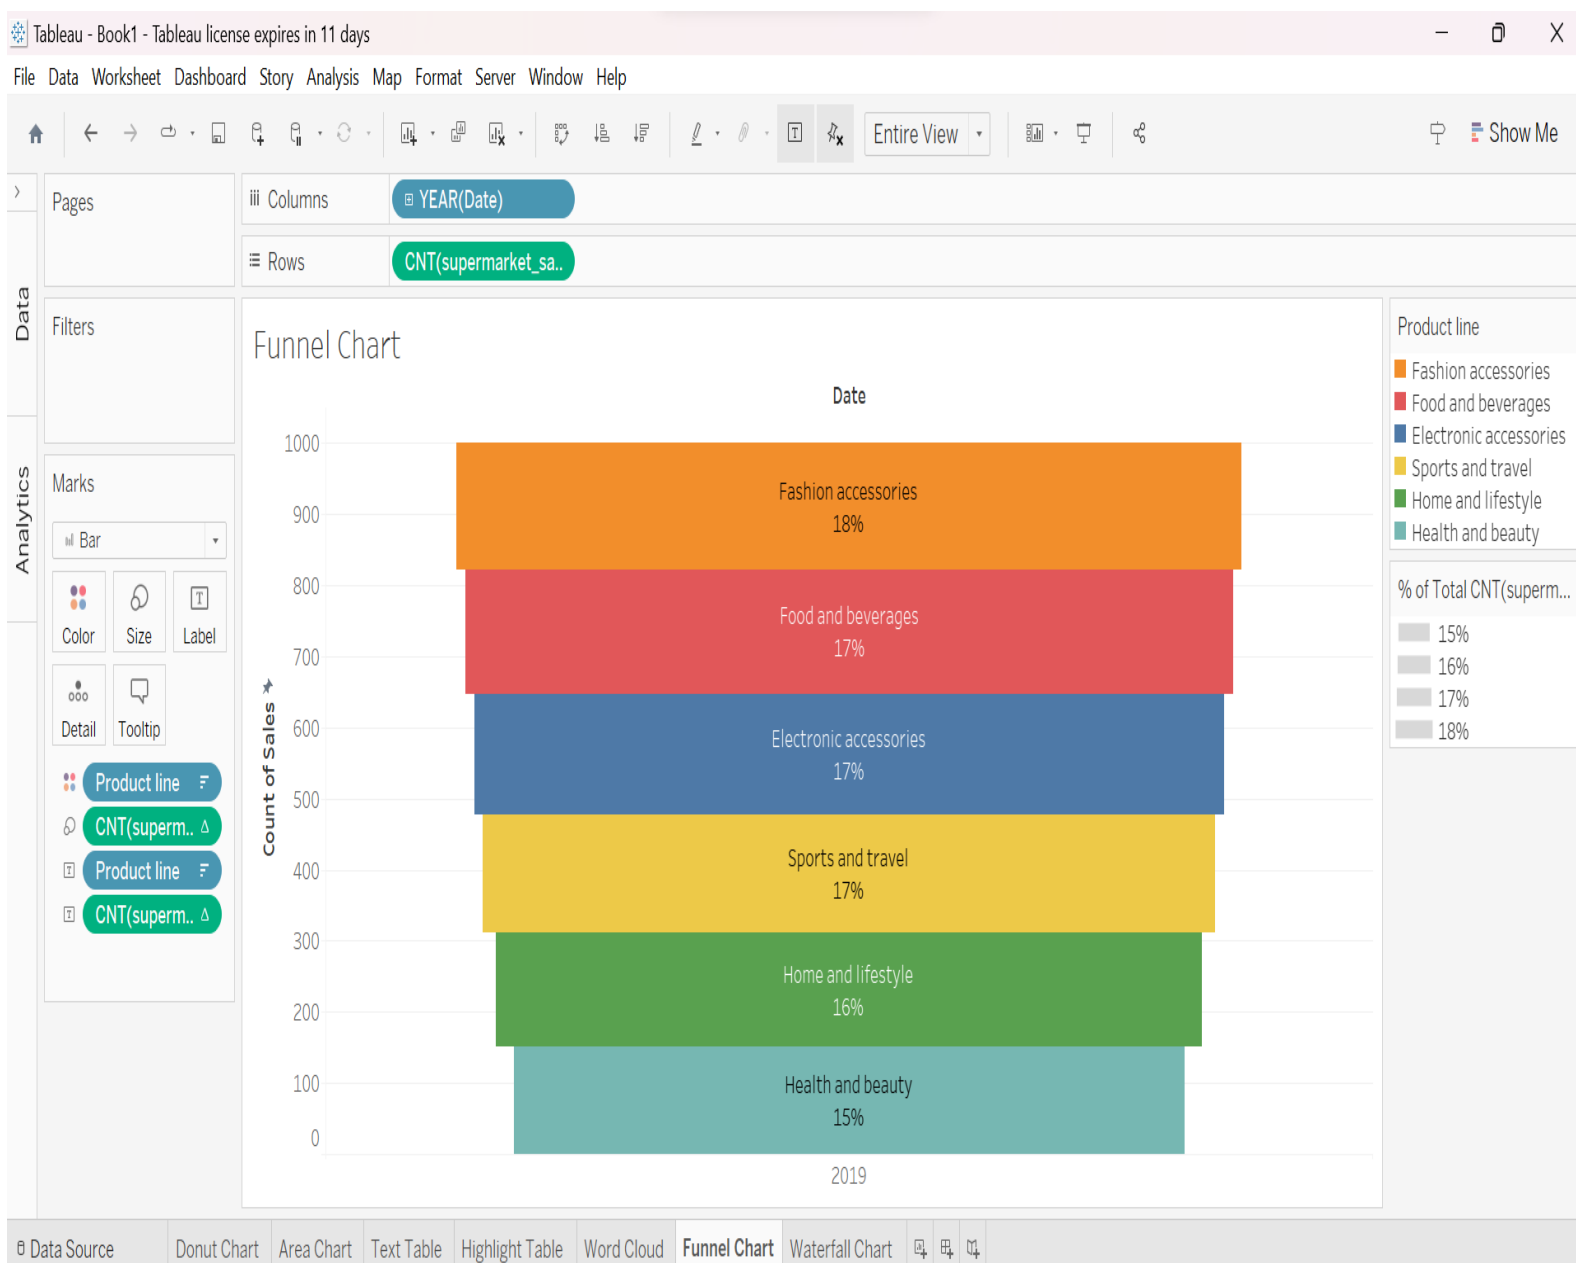 Tableau - Book1 - Tableau license expires in 11 days
File Data Worksheet Dashboard Story Analysis Map Format Server Window Help
Entire View
Show Me
Pages
Columns
YEAR(Date)
Rows
CNT(supermarket_sa..
Data
Analytics
Filters
Marks
Bar
Color
Size
Label
Detail
Tooltip
Product line
CNT(superm..
Product line
CNT(superm..
Funnel Chart
Date
Count of Sales
1000
900
800
700
600
500
400
300
200
100
0
Fashion accessories
18%
Food and beverages
17%
Electronic accessories
17%
Sports and travel
17%
Home and lifestyle
16%
Health and beauty
15%
2019
Product line
Fashion accessories
Food and beverages
Electronic accessories
Sports and travel
Home and lifestyle
Health and beauty
% of Total CNT(superm...
15%
16%
17%
18%
Data Source
Donut Chart
Area Chart
Text Table
Highlight Table
Word Cloud
Funnel Chart
Waterfall Chart